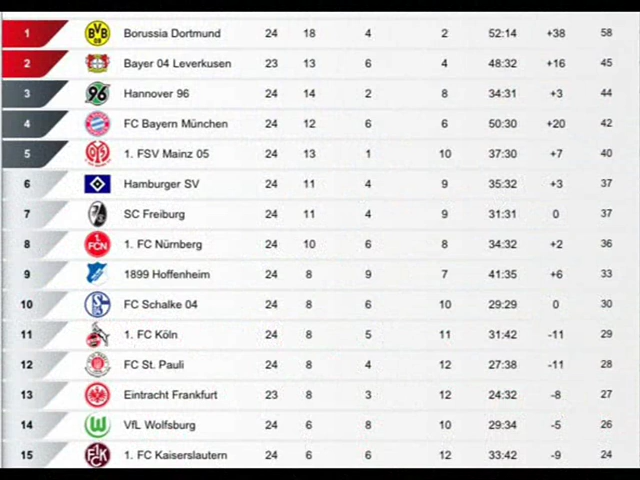 1 BVB 09 Borussia Dortmund 24 18 4 2 52:14 +38 58
2 Bayer 04 Leverkusen 23 13 6 4 48:32 +16 45
3 96 Hannover 96 24 14 2 8 34:31 +3 44
4 FC Bayern München 24 12 6 6 50:30 +20 42
5 1. FSV Mainz 05 24 13 1 10 37:30 +7 40
6 Hamburger SV 24 11 4 9 35:32 +3 37
7 SC Freiburg 24 11 4 9 31:31 0 37
8 1. FCN 1. FC Nürnberg 24 10 6 8 34:32 +2 36
9 1899 Hoffenheim 24 8 9 7 41:35 +6 33
10 FC Schalke 04 24 8 6 10 29:29 0 30
11 1. FC Köln 24 8 5 11 31:42 -11 29
12 FC St. Pauli 24 8 4 12 27:38 -11 28
13 Eintracht Frankfurt 23 8 3 12 24:32 -8 27
14 VfL Wolfsburg 24 6 8 10 29:34 -5 26
15 FCK 1. FC Kaiserslautern 24 6 6 12 33:42 -9 24